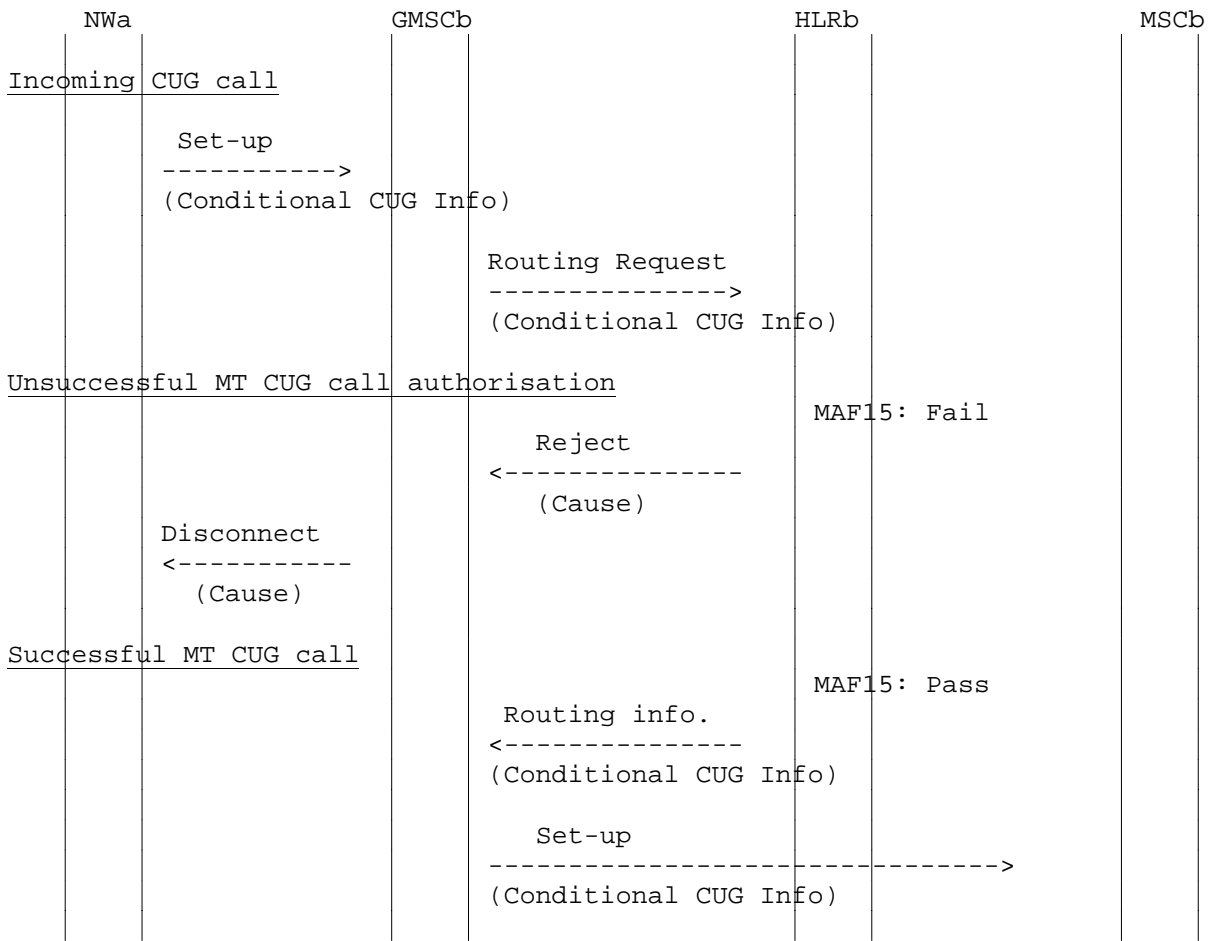 NWa GMSCb HLRb MSCb
Incoming CUG call
Set-up
----------->
(Conditional CUG Info)
Routing Request
--------------->
(Conditional CUG Info)
Unsuccessful MT CUG call authorisation
MAF15: Fail
Reject
<---------------
(Cause)
Disconnect
<-----------
(Cause)
Successful MT CUG call
MAF15: Pass
Routing info.
<---------------
(Conditional CUG Info)
Set-up
-------------------------------->
(Conditional CUG Info)